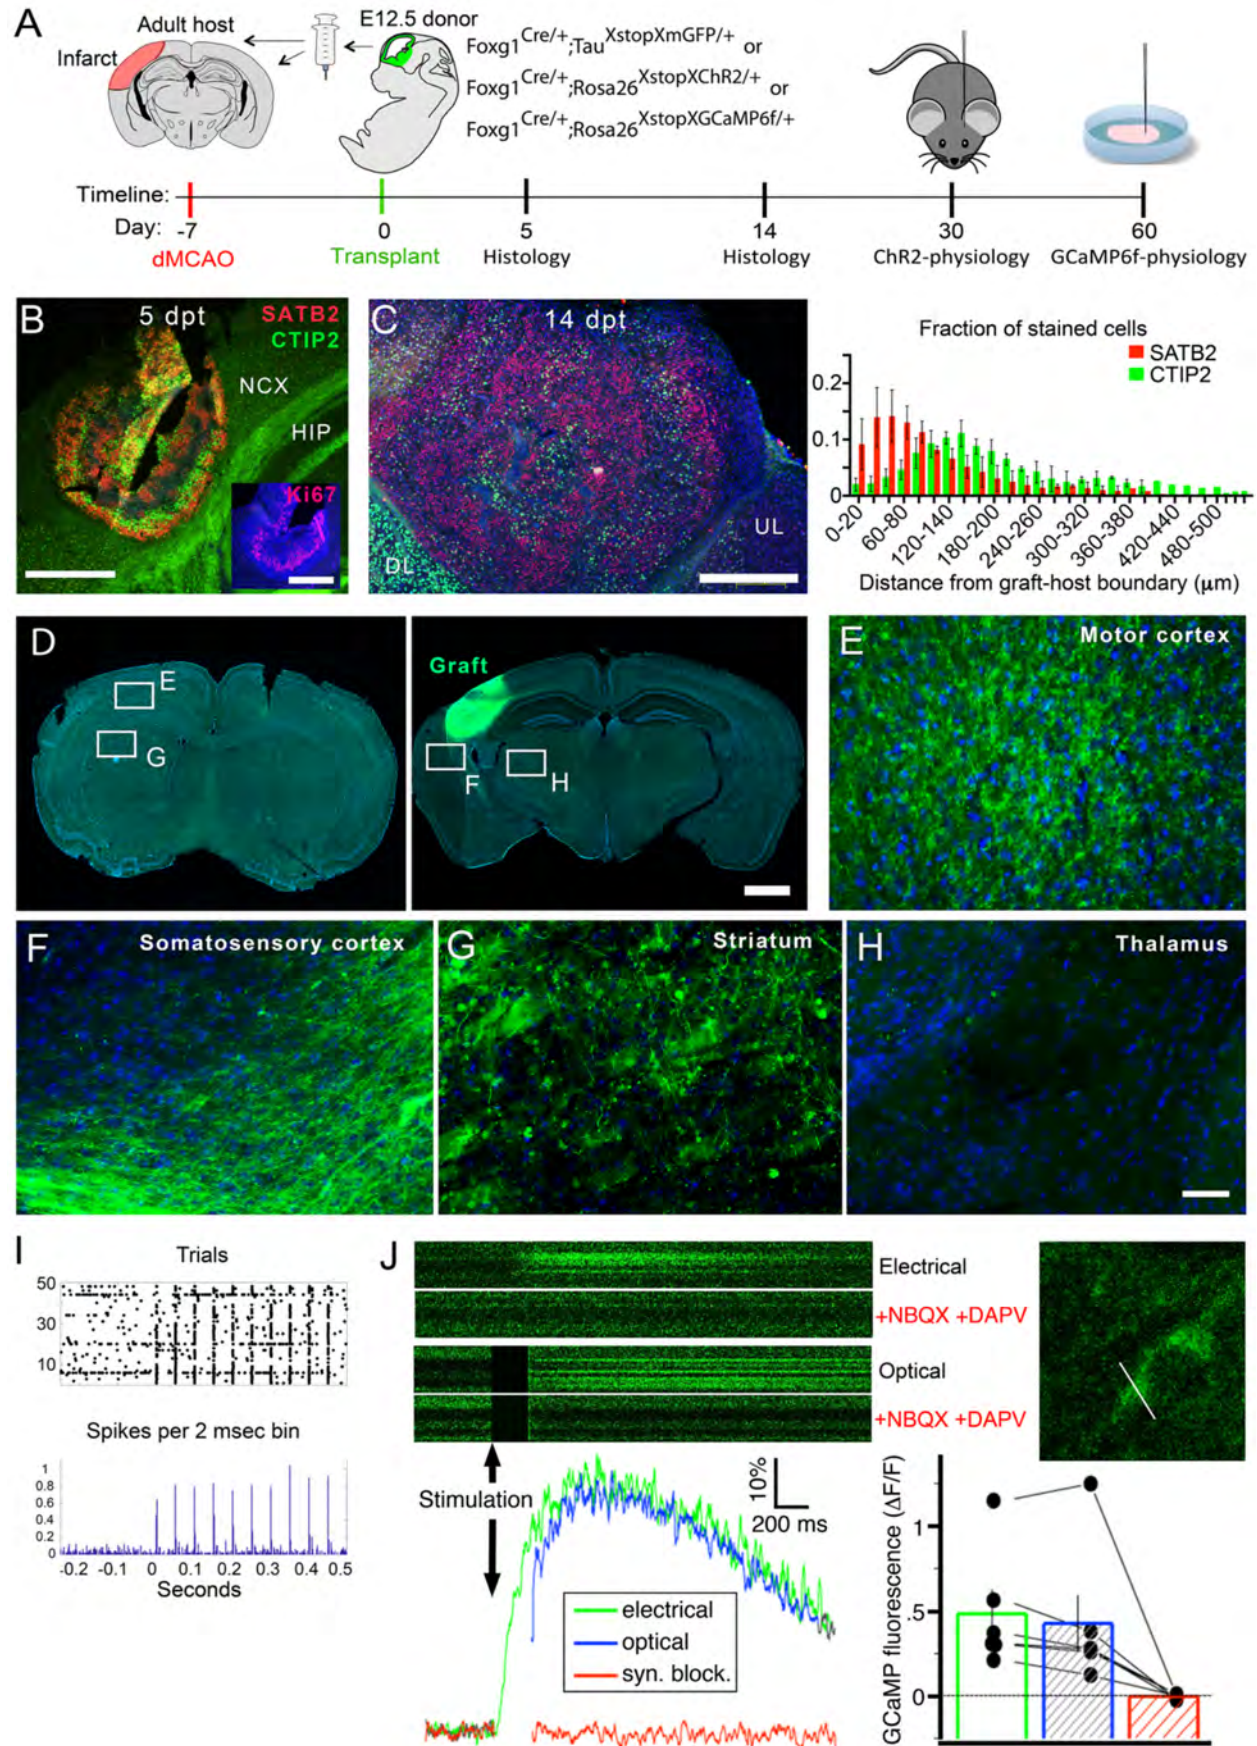 A
Adult host
Infarct
E12.5 donor
Foxg1Cre/+;TauXstopXmGFP/+ or
Foxg1Cre/+;Rosa26XstopXChR2/+ or
Foxg1Cre/+;Rosa26XstopXGCaMP6f/+
Timeline:
Day: -7 0 5 14 30 60
dMCAO Transplant Histology Histology ChR2-physiology GCaMP6f-physiology
B
5 dpt
SATB2
CTIP2
NCX
HIP
Ki67
C
14 dpt
DL
UL
Fraction of stained cells
SATB2
CTIP2
0.2
0.1
0
0-20 60-80 120-140 180-200 240-260 300-320 360-380 420-440 480-500
Distance from graft-host boundary (μm)
D
E
G
Graft
F
H
E
Motor cortex
F
Somatosensory cortex
G
Striatum
H
Thalamus
I
Trials
50
30
10
Spikes per 2 msec bin
1
0.8
0.6
0.4
0.2
0
-0.2 -0.1 0 0.1 0.2 0.3 0.4 0.5
Seconds
J
Electrical
+NBQX +DAPV
Optical
+NBQX +DAPV
Stimulation
10%
200 ms
electrical
optical
syn. block.
GCaMP fluorescence (ΔF/F)
1
.5
0